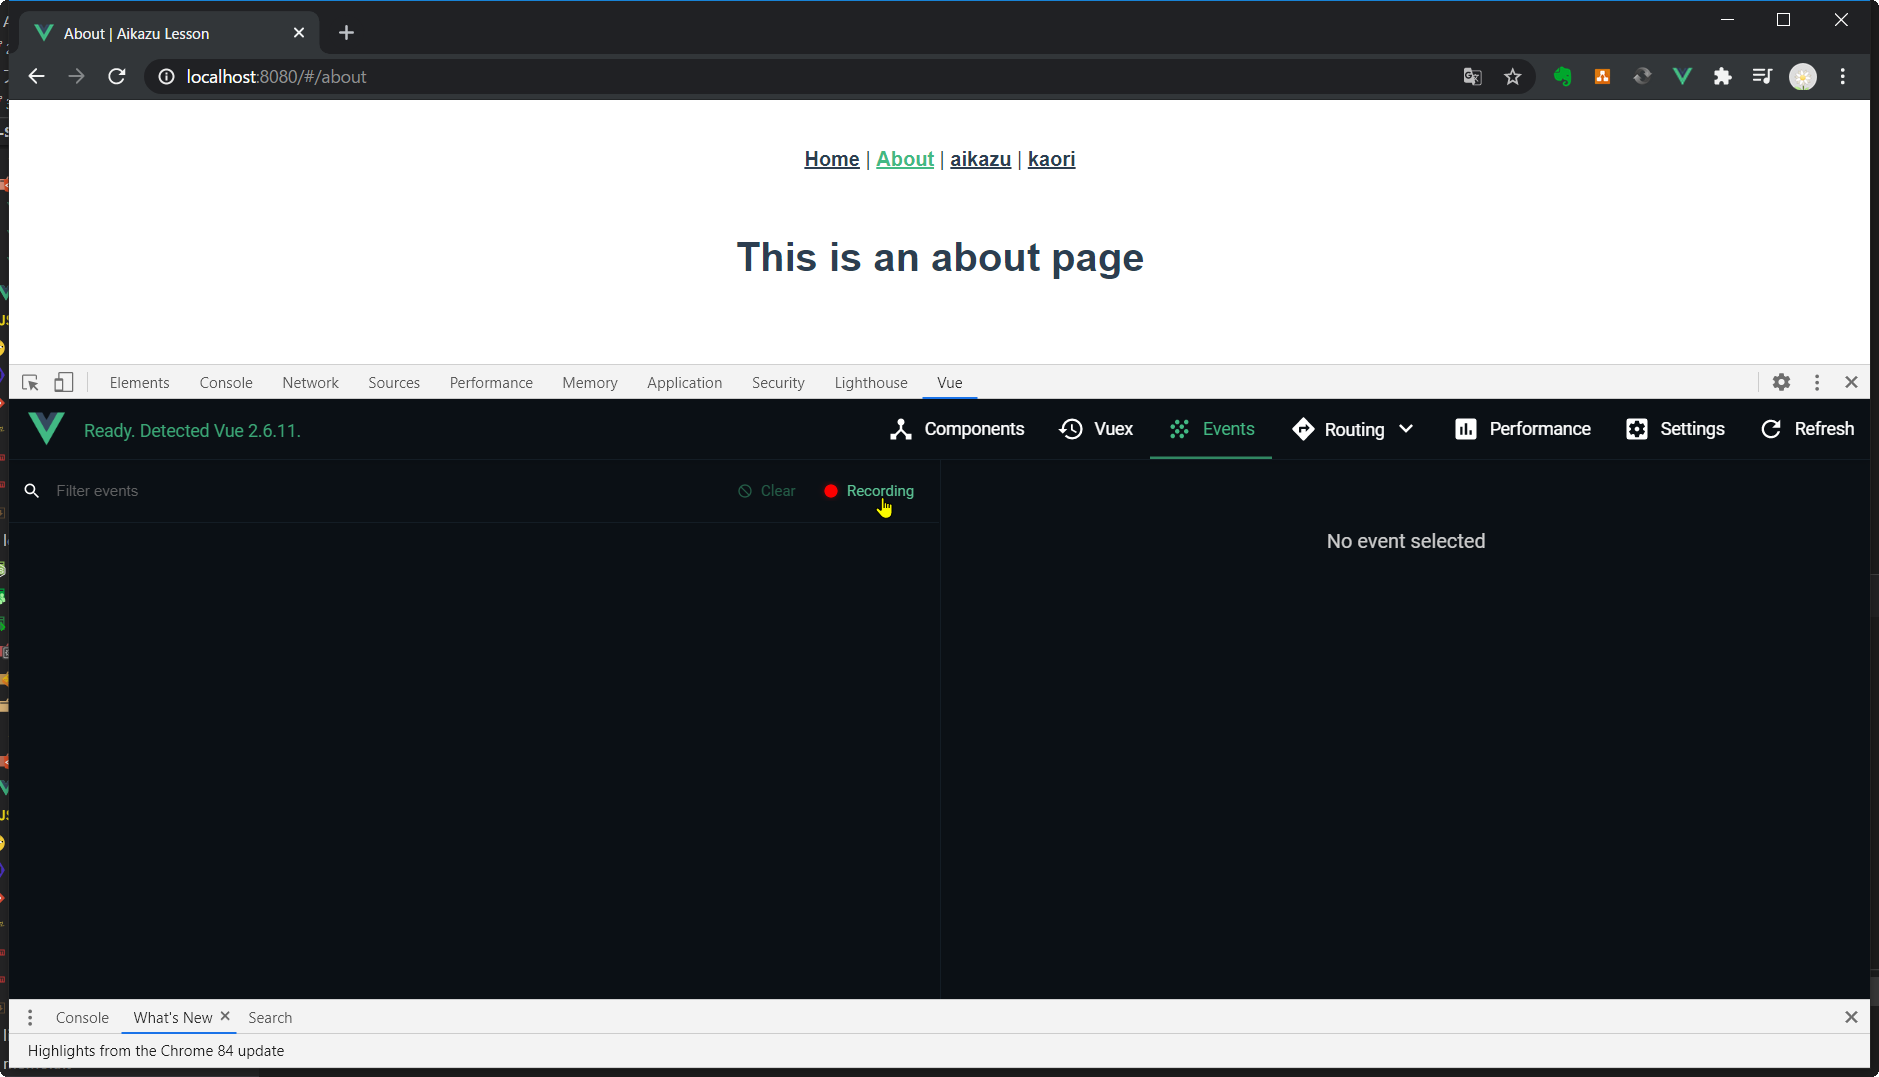 About | Aikazu Lesson
localhost:8080/#/about
Home | About | aikazu | kaori
This is an about page
Elements Console Network Sources Performance Memory Application Security Lighthouse Vue
Ready. Detected Vue 2.6.11. Components Vuex Events Routing Performance Settings Refresh
Filter events Clear Recording
No event selected
Console What's New Search
Highlights from the Chrome 84 update